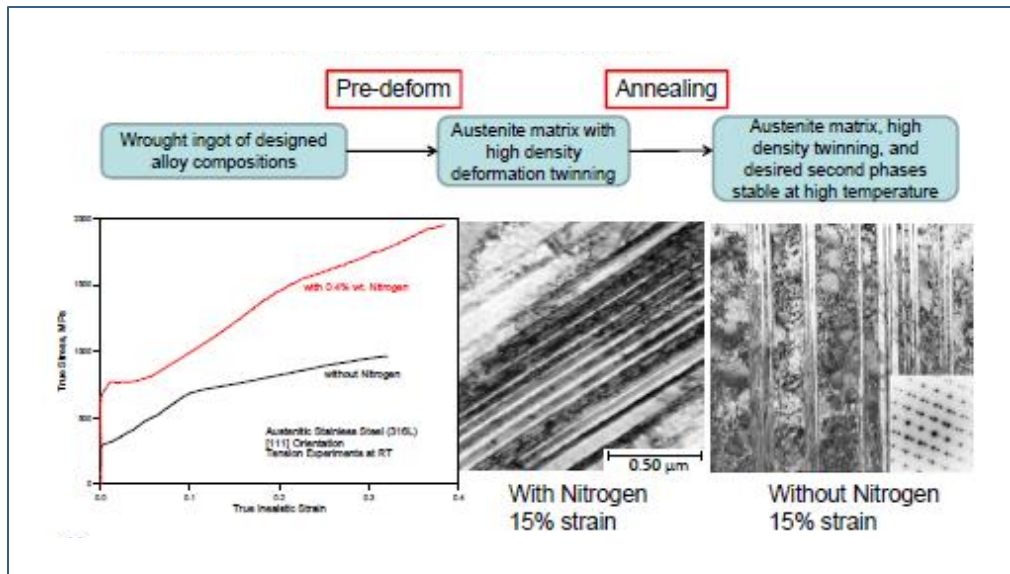 Pre-deform
Annealing
Wrought ingot of designed
alloy compositions
Austenite matrix with
high density
deformation twinning
Austenite matrix, high
density twinning, and
desired second phases
stable at high temperature
2000
1500
1000
500
0
True Stress, MPa
with 0.4% wt. Nitrogen
without Nitrogen
Austenitic Stainless Steel (316L)
[111] Orientation
Tension Experiments at RT
0.0
0.1
0.2
0.3
0.4
True Inealstic Strain
0.50 μm
With Nitrogen
15% strain
Without Nitrogen
15% strain